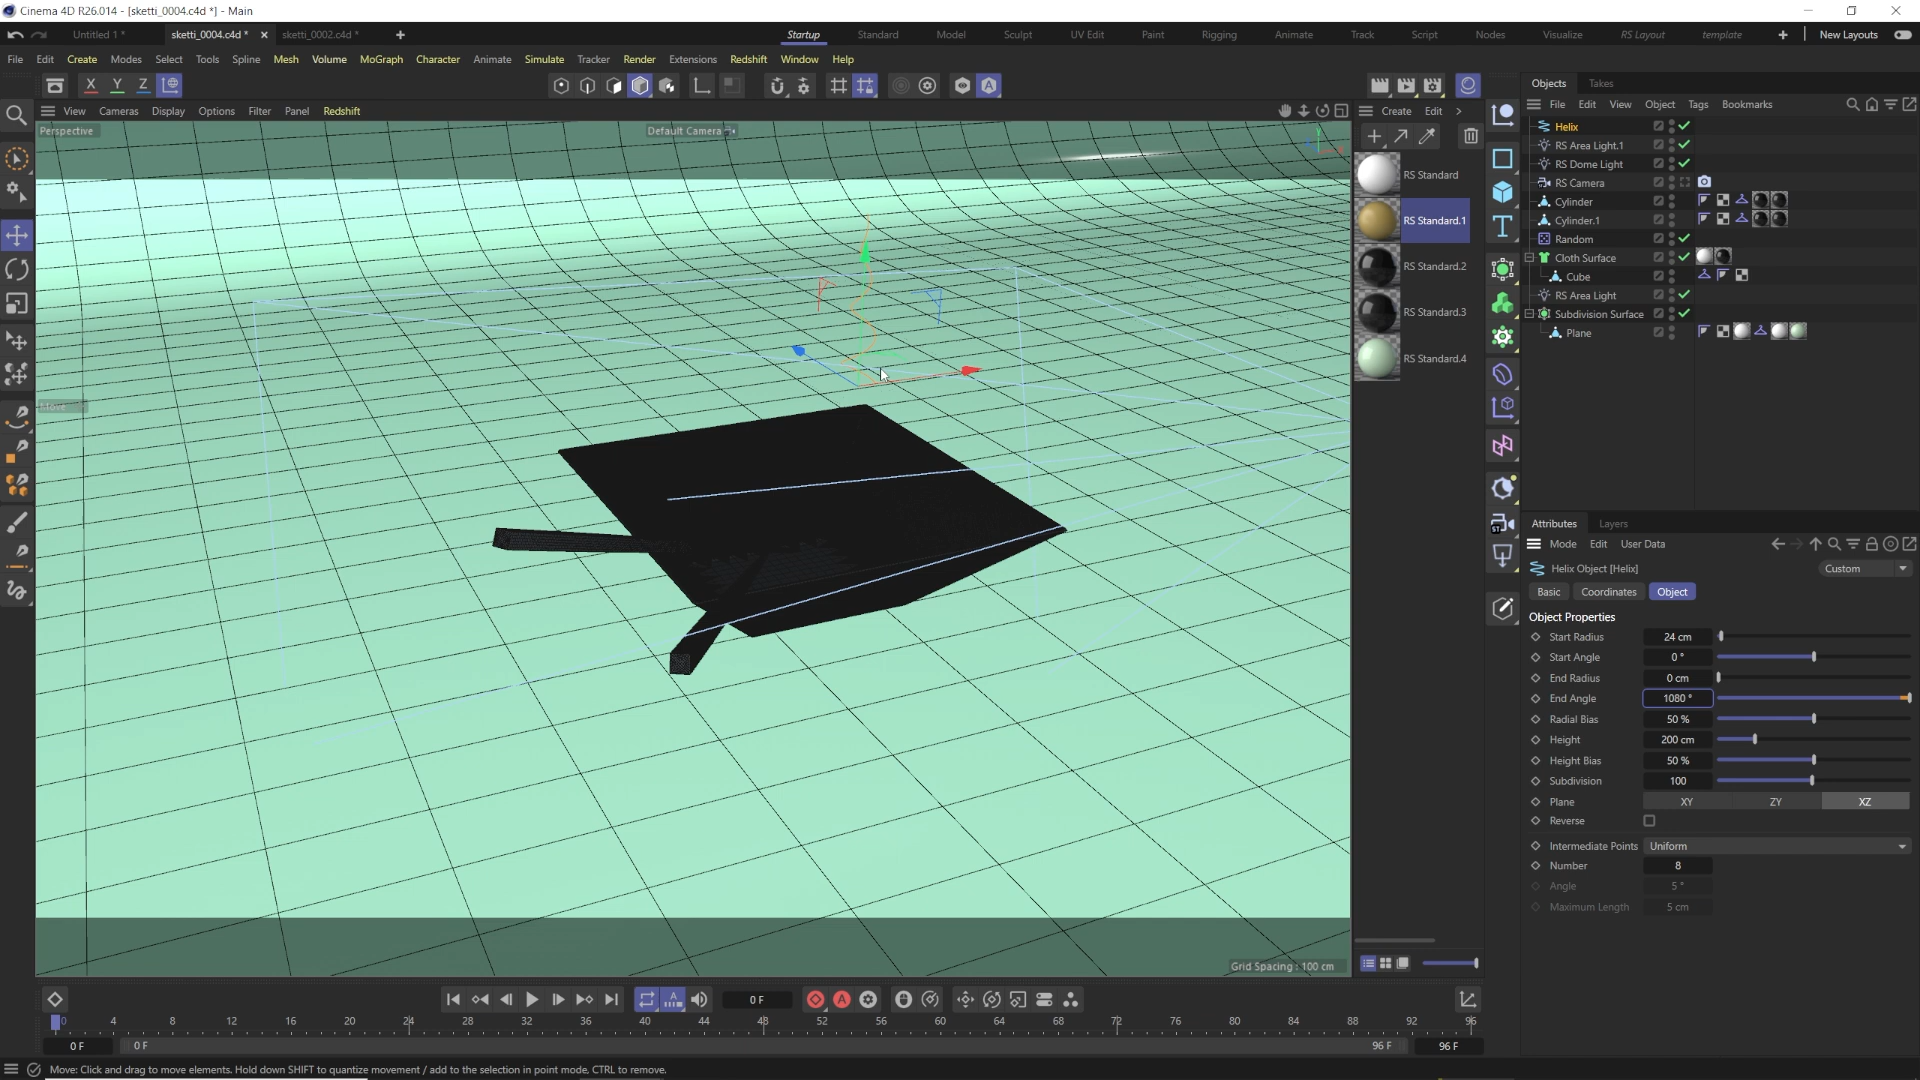 Cinema 4D R26.014 - [sketti_0004.c4d *] - Main
Untitled 1 *
sketti_0004.c4d *
sketti_0002.c4d *
Startup
Standard
Model
Sculpt
UV Edit
Paint
Rigging
Animate
Track
Script
Nodes
Visualize
RS Layout
template
New Layouts
File
Edit
Create
Modes
Select
Tools
Spline
Mesh
Volume
MoGraph
Character
Animate
Simulate
Tracker
Render
Extensions
Redshift
Window
Help
X
Y
Z
View
Cameras
Display
Options
Filter
Panel
Redshift
Perspective
Default Camera
Move
Grid Spacing : 100 cm
Create
Edit
RS Standard
RS Standard.1
RS Standard.2
RS Standard.3
RS Standard.4
Objects
Takes
File
Edit
View
Object
Tags
Bookmarks
Helix
RS Area Light.1
RS Dome Light
RS Camera
Cylinder
Cylinder.1
Random
Cloth Surface
Cube
RS Area Light
Subdivision Surface
Plane
Attributes
Layers
Mode
Edit
User Data
Helix Object [Helix]
Custom
Basic
Coordinates
Object
Object Properties
Start Radius 24 cm
Start Angle 0 °
End Radius 0 cm
End Angle 1080 °
Radial Bias 50 %
Height 200 cm
Height Bias 50 %
Subdivision 100
Plane XY ZY XZ
Reverse
Intermediate Points Uniform
Number 8
Angle 5 °
Maximum Length 5 cm
0 F
0 4 8 12 16 20 24 28 32 36 40 44 48 52 56 60 64 68 72 76 80 84 88 92 96
0 F
0 F
96 F
96 F
Move: Click and drag to move elements. Hold down SHIFT to quantize movement / add to the selection in point mode, CTRL to remove.